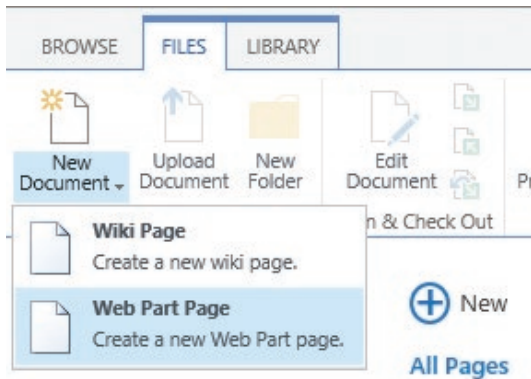 BROWSE FILES LIBRARY
New Document
Upload Document
New Folder
Edit Document
Wiki Page
Create a new wiki page.
Web Part Page
Create a new Web Part page.
& Check Out
New
All Pages